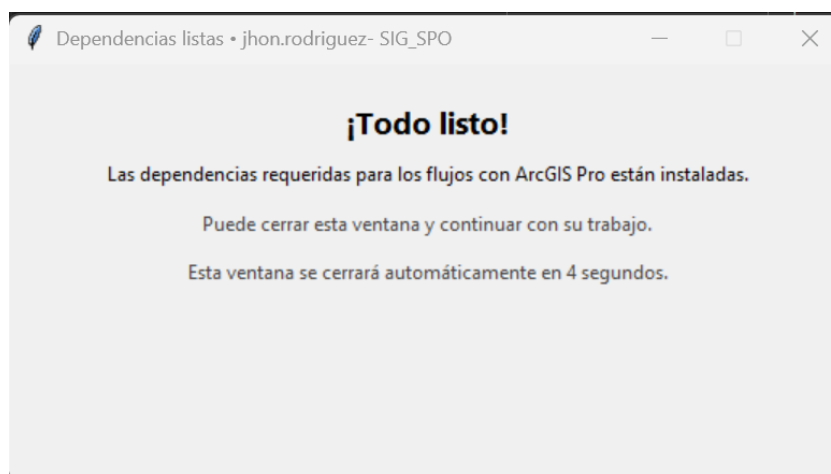 Dependencias listas • jhon.rodriguez- SIG_SPO
¡Todo listo!
Las dependencias requeridas para los flujos con ArcGIS Pro están instaladas.
Puede cerrar esta ventana y continuar con su trabajo.
Esta ventana se cerrará automáticamente en 4 segundos.